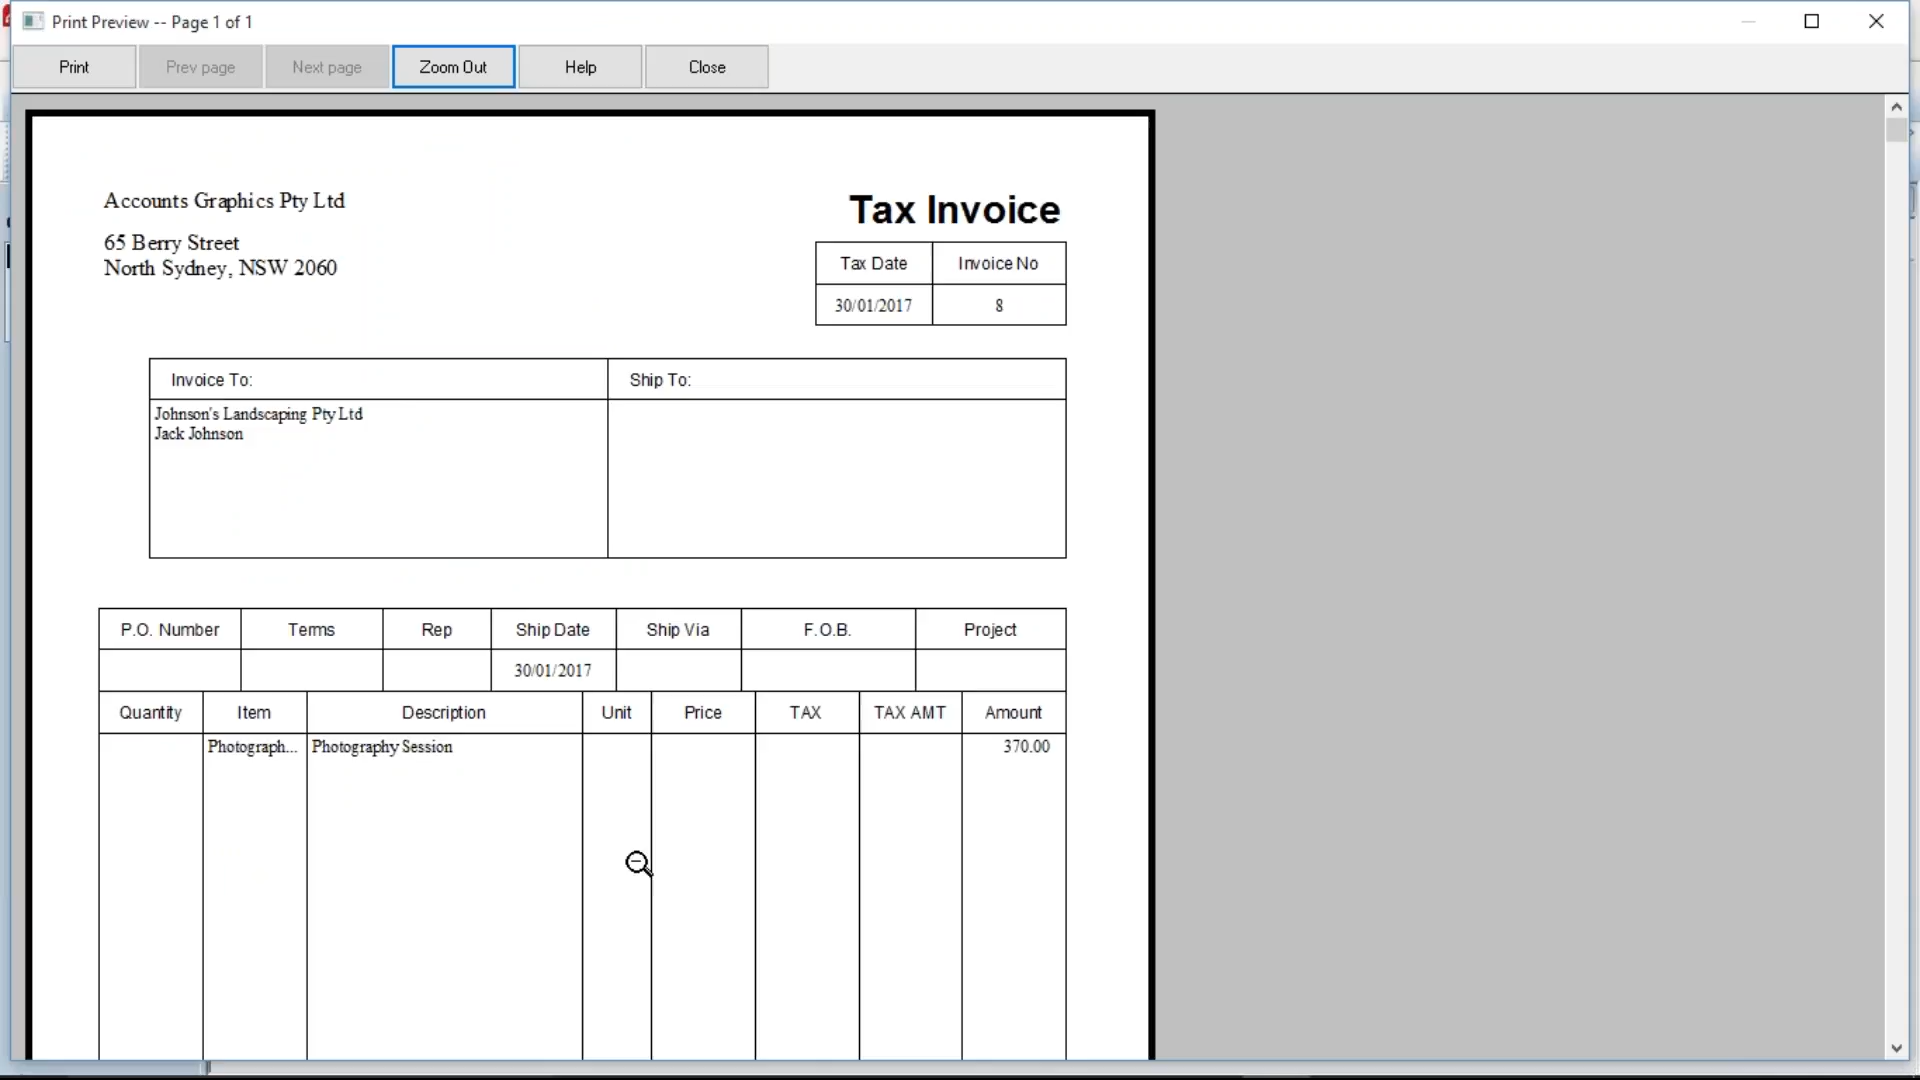 Print Preview -- Page 1 of 1
Print Prev page Next page Zoom Out Help Close
Accounts Graphics Pty Ltd
65 Berry Street
North Sydney, NSW 2060
Tax Invoice
Tax Date Invoice No
30/01/2017 8
Invoice To: Ship To:
Johnson's Landscaping Pty Ltd
Jack Johnson
P.O. Number Terms Rep Ship Date Ship Via F.O.B. Project
30/01/2017
Quantity Item Description Unit Price TAX TAX AMT Amount
Photograph... Photography Session 370.00